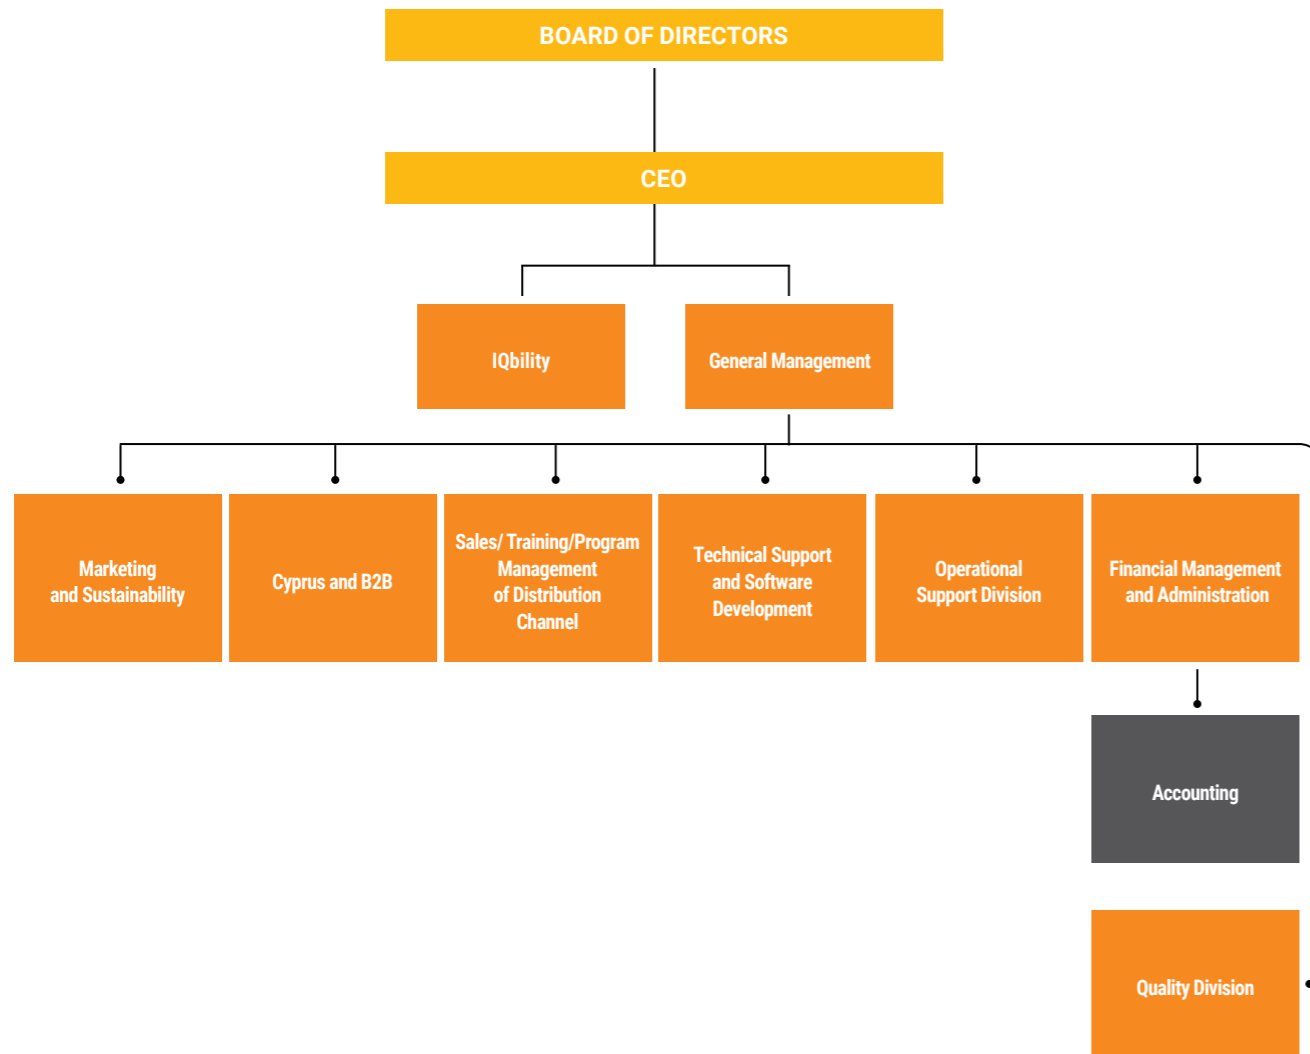 BOARD OF DIRECTORS
CEO
IQbility
General Management
Marketing
and Sustainability
Cyprus and B2B
Sales/ Training/Program
Management
of Distribution
Channel
Technical Support
and Software
Development
Operational
Support Division
Financial Management
and Administration
Accounting
Quality Division